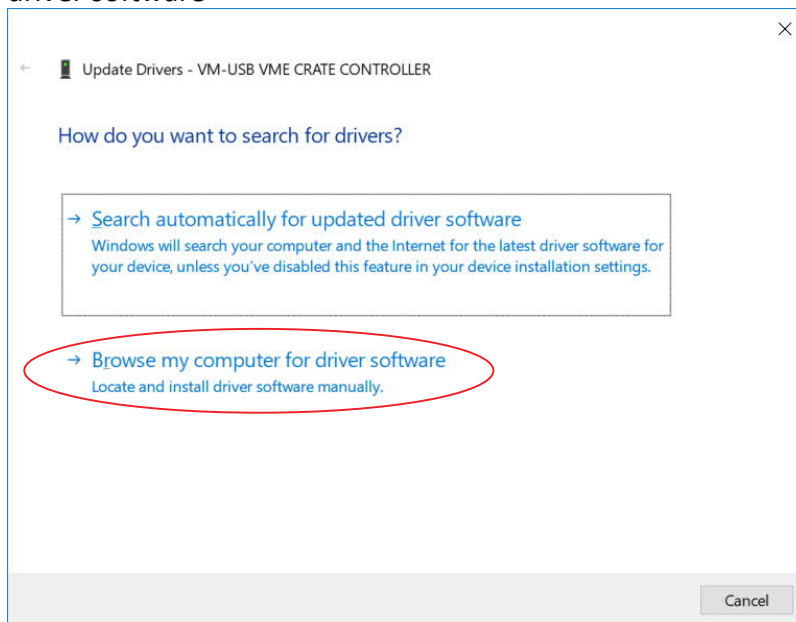 driver software
Update Drivers - VM-USB VME CRATE CONTROLLER
How do you want to search for drivers?
→ Search automatically for updated driver software
Windows will search your computer and the Internet for the latest driver software for
your device, unless you've disabled this feature in your device installation settings.
→ Browse my computer for driver software
Locate and install driver software manually.
Cancel